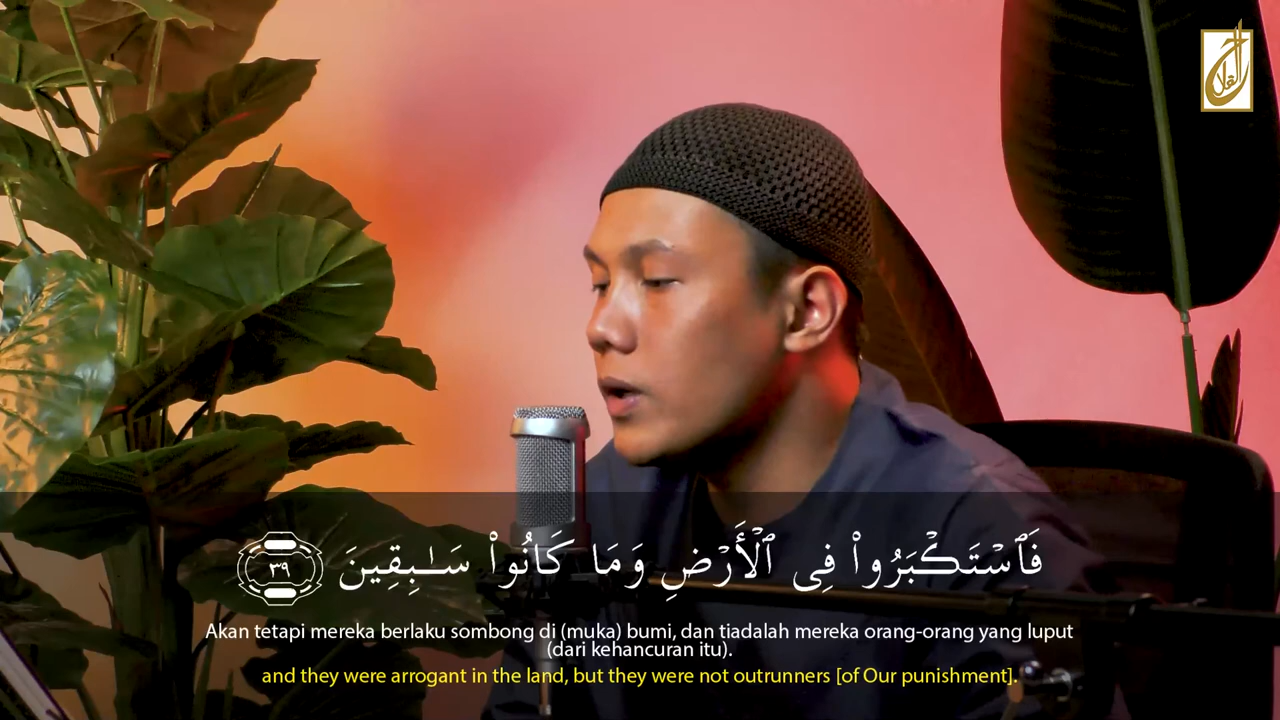 الفلاح
فَٱسْتَكْبَرُوا۟ فِى ٱلْأَرْضِ وَمَا كَانُوا۟ سَـٰبِقِينَ ٣٩
Akan tetapi mereka berlaku sombong di (muka) bumi, dan tiadalah mereka orang-orang yang luput
(dari kehancuran itu).
and they were arrogant in the land, but they were not outrunners [of Our punishment].